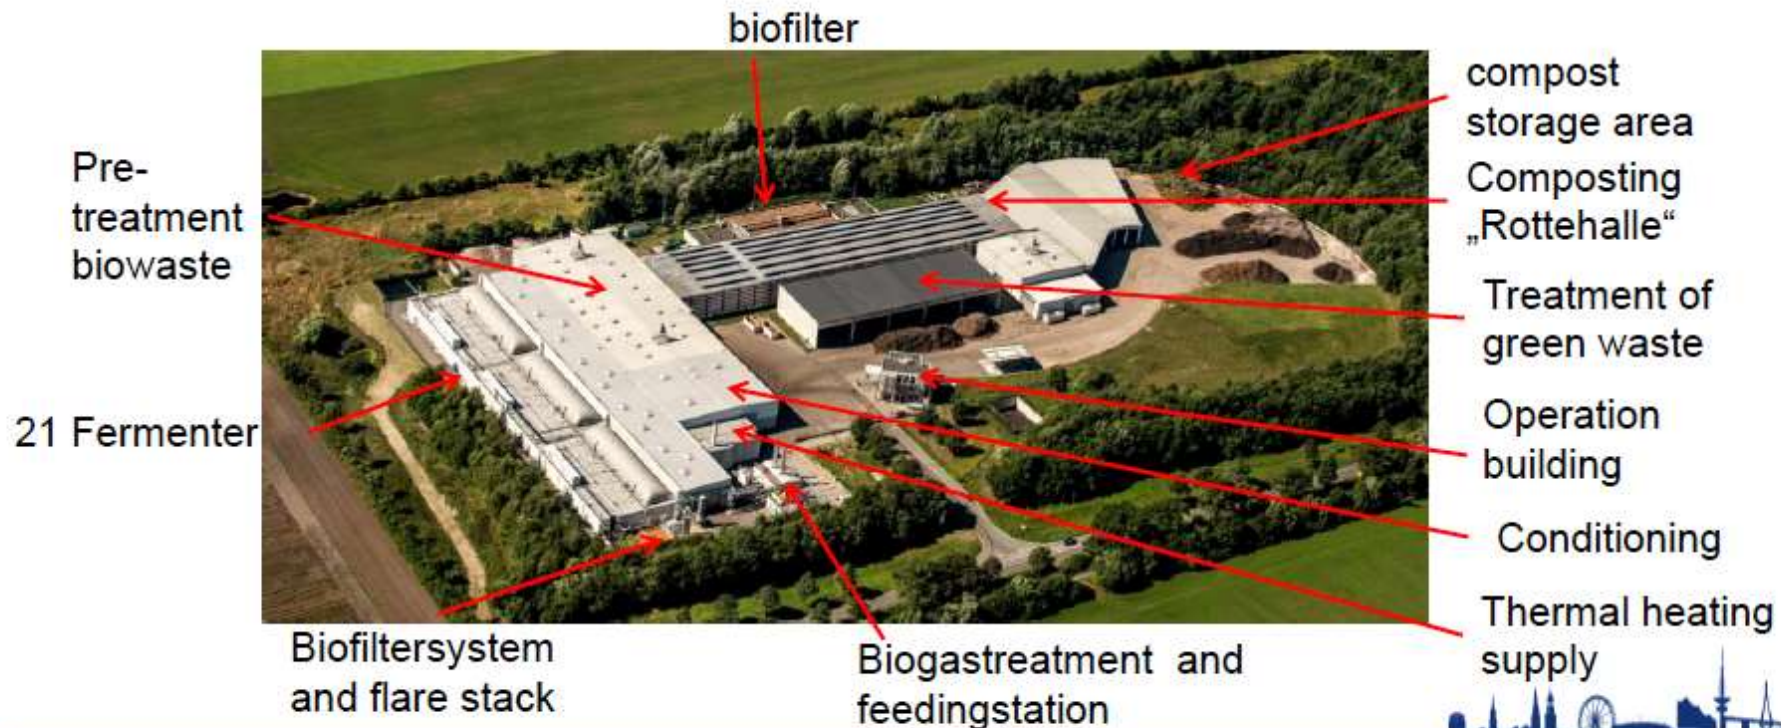 biofilter
compost
storage area
Pre-
treatment
biowaste
Composting
„Rottehalle“
Treatment of
green waste
21 Fermenter
Operation
building
Conditioning
Thermal heating
supply
Biofiltersystem
and flare stack
Biogastreatment and
feedingstation